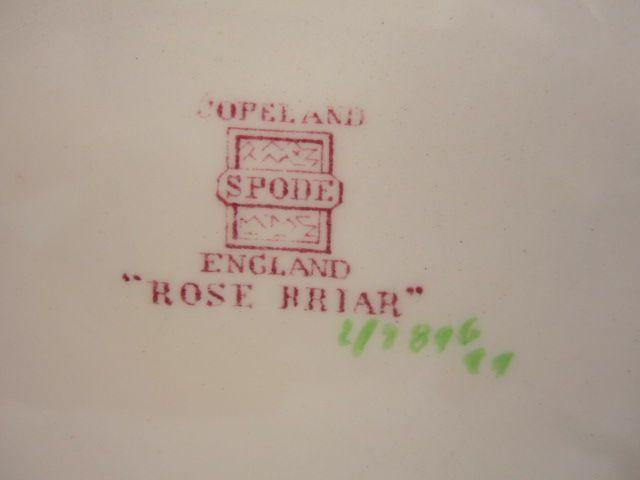 COPELAND
SPODE
ENGLAND
"ROSE BRIAR"